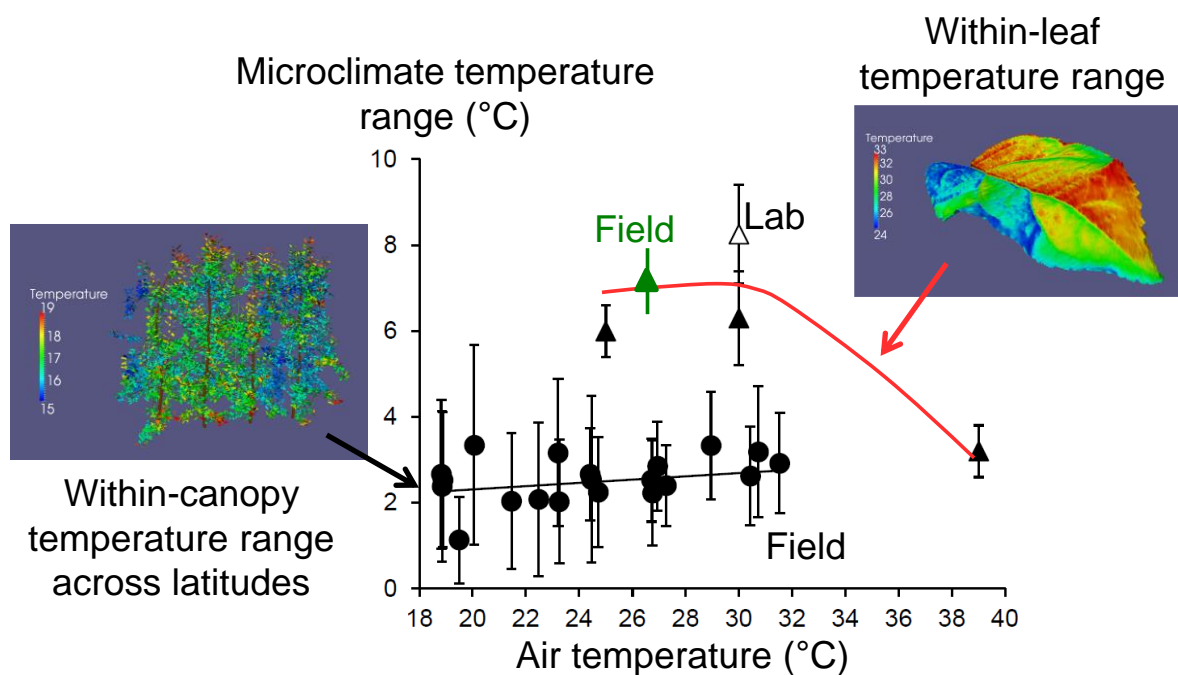 Within-leaf
temperature range
Microclimate temperature
range (°C)
Temperature
33
32
30
28
26
24
10
8
6
4
2
0
Field
Lab
Temperature
19
18
17
16
15
Within-canopy
temperature range
across latitudes
Field
18 20 22 24 26 28 30 32 34 36 38 40
Air temperature (°C)